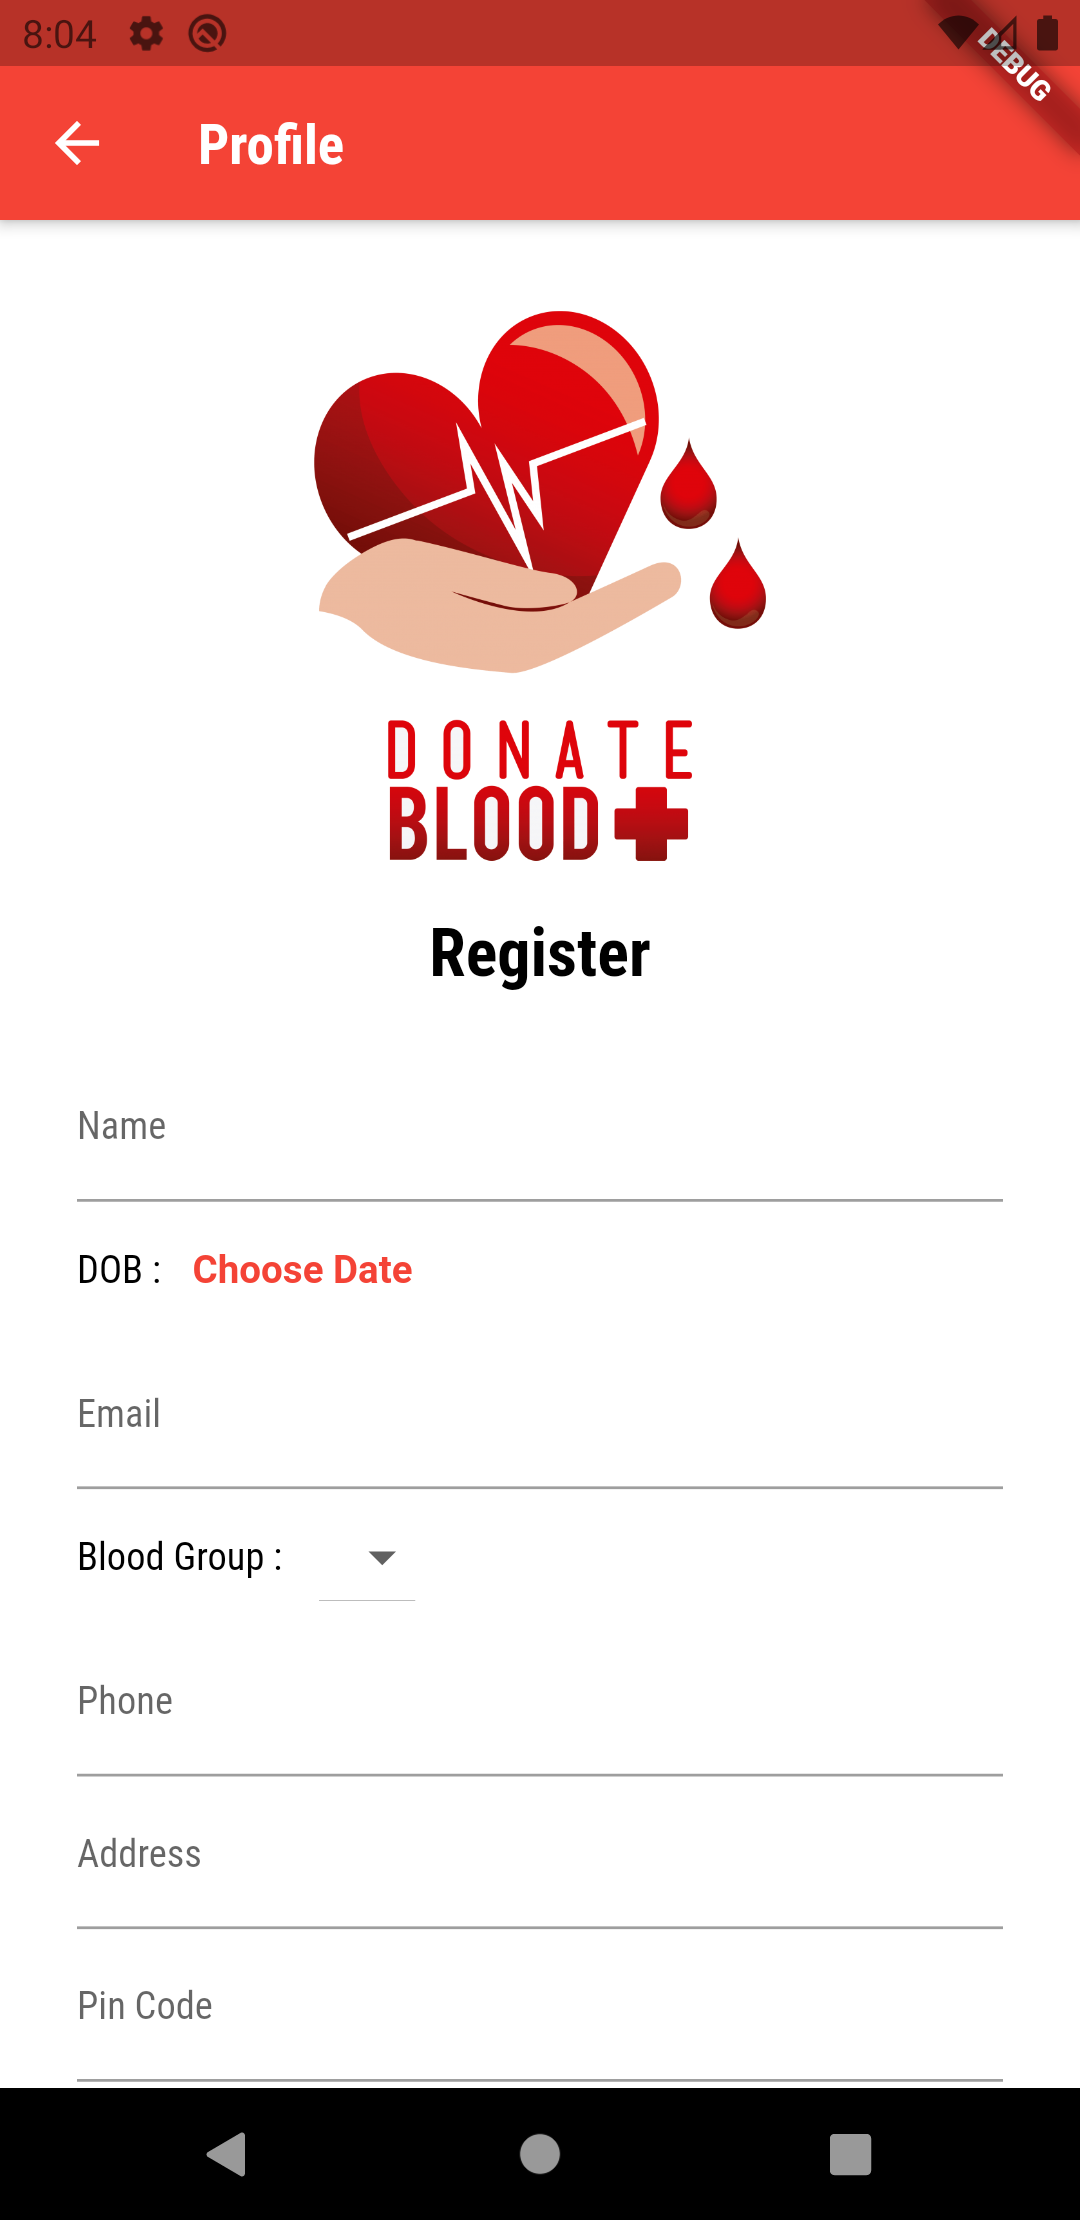 8:04
DEBUG
Profile
DONATE
BLOOD
Register
Name
DOB : Choose Date
Email
Blood Group :
Phone
Address
Pin Code